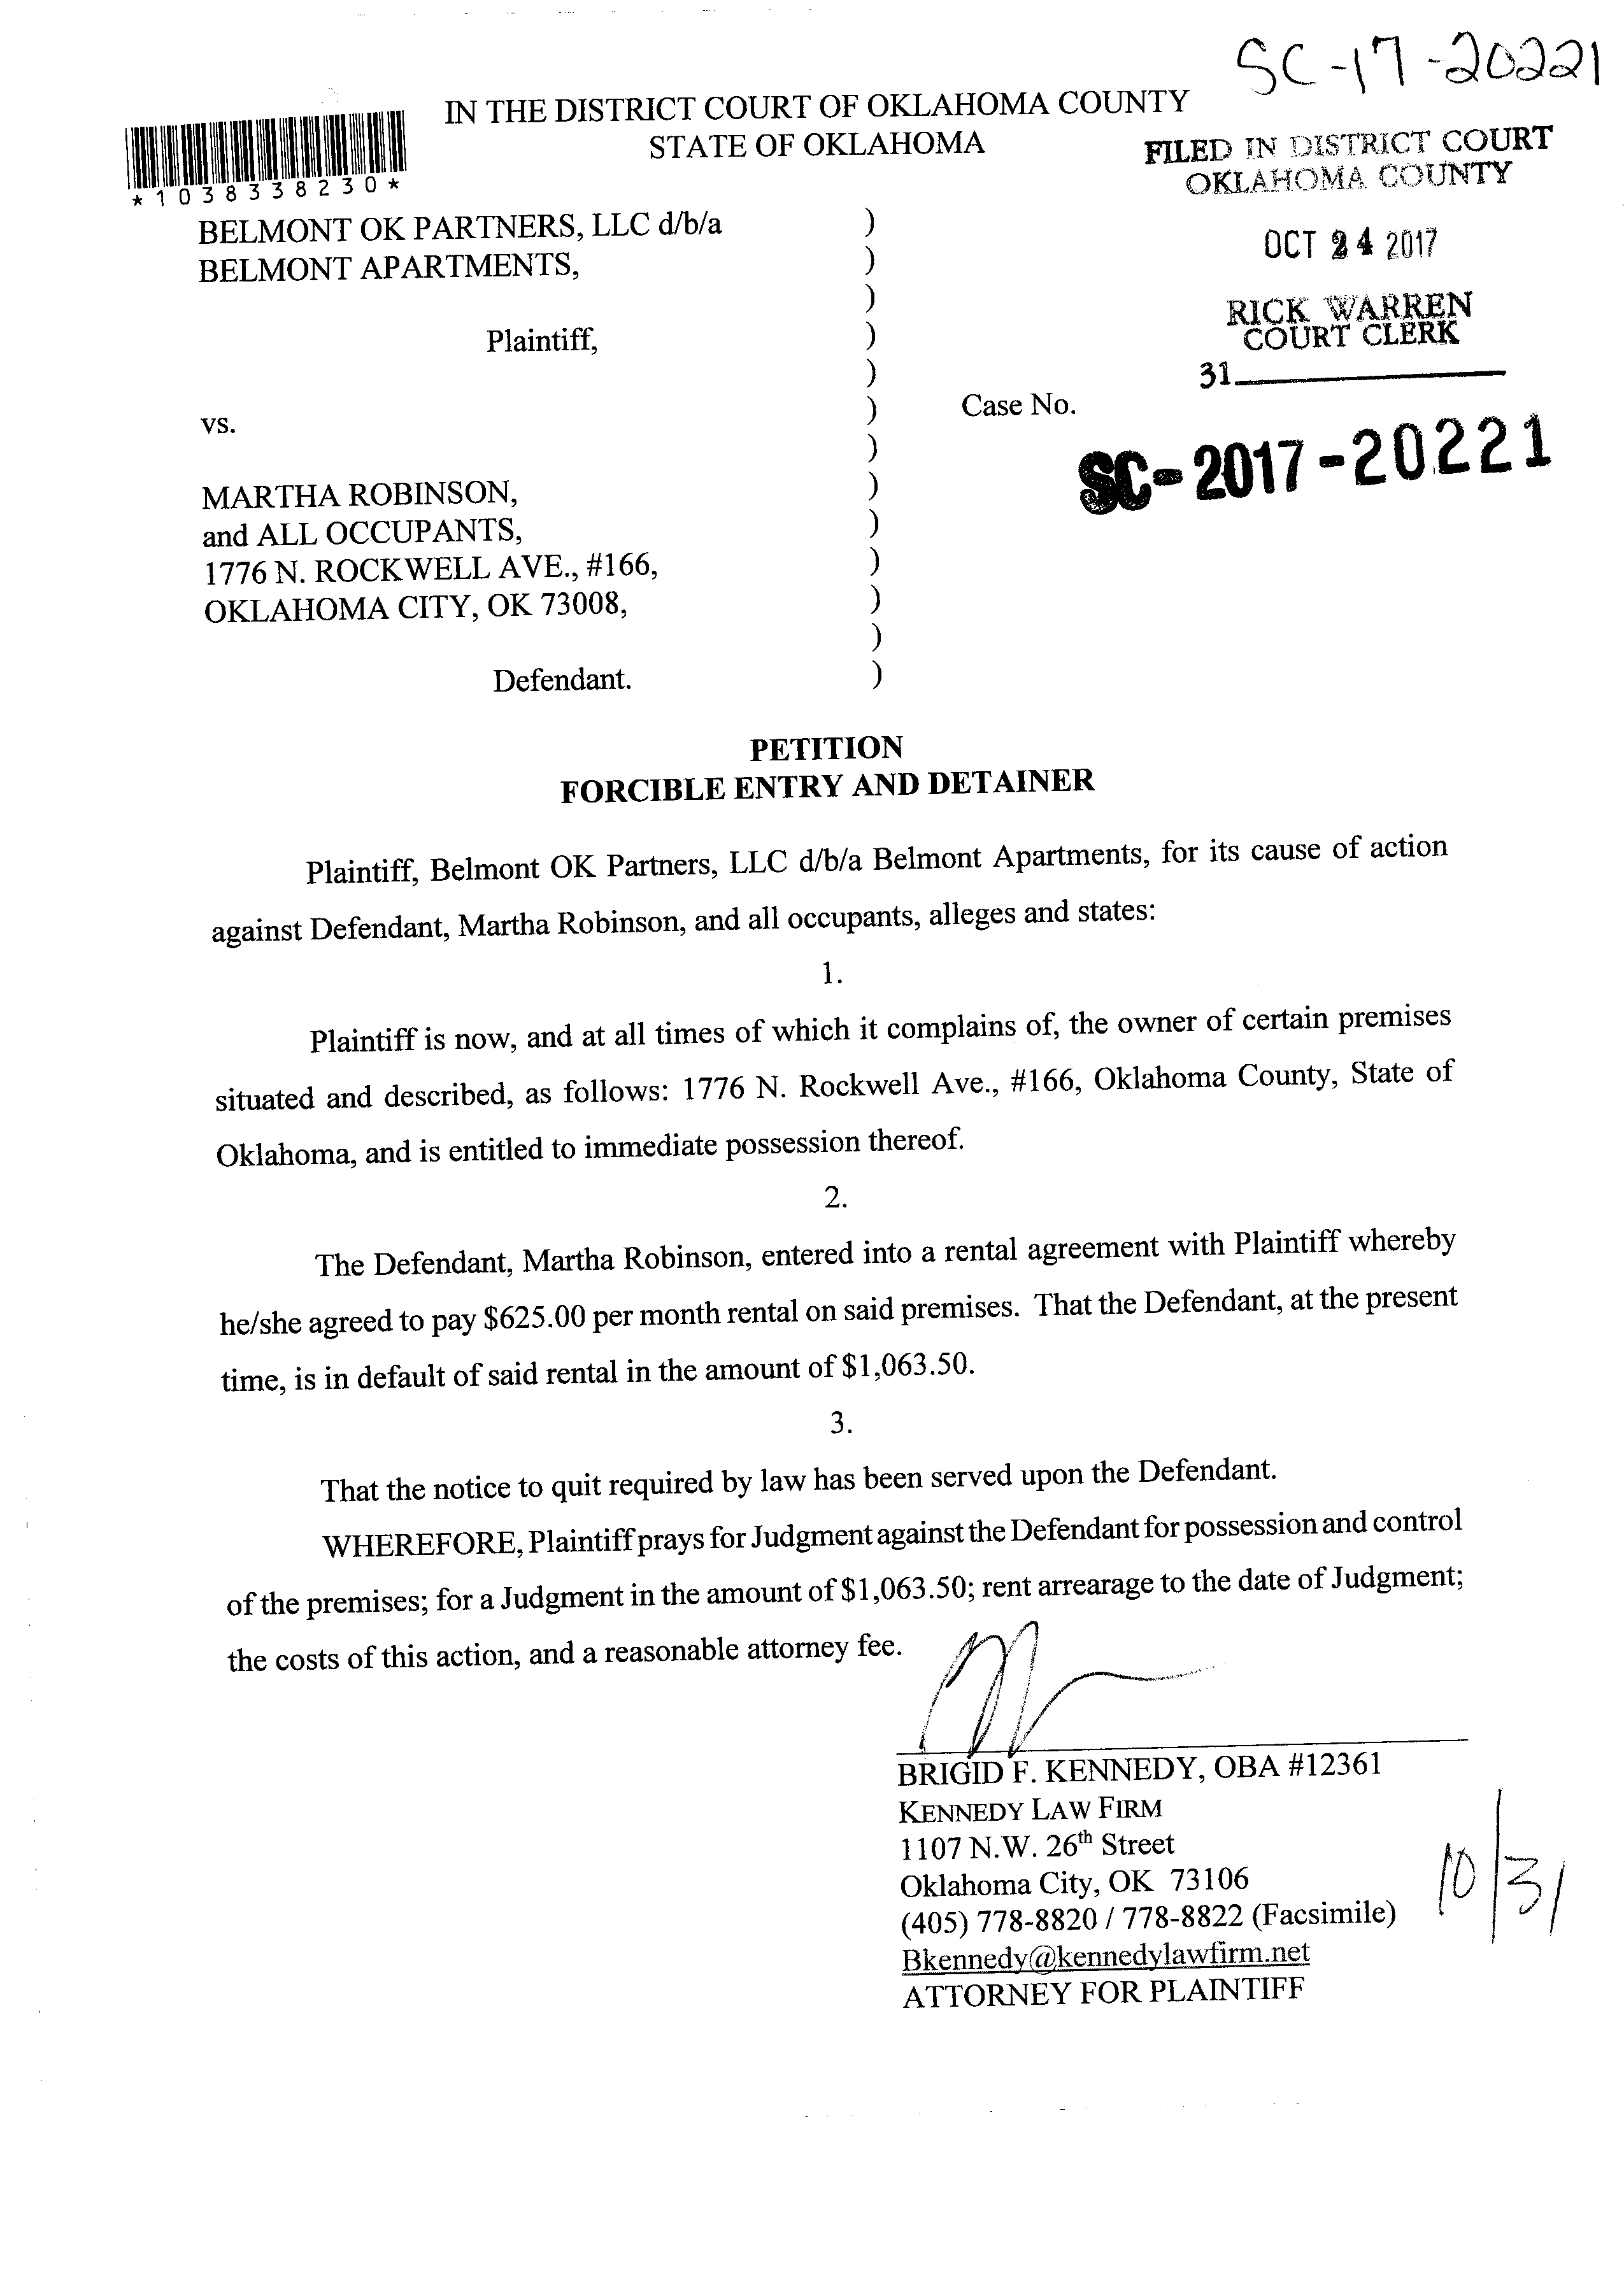 SC-17-20221
IN THE DISTRICT COURT OF OKLAHOMA COUNTY
STATE OF OKLAHOMA
*1038338230*
FILED IN DISTRICT COURT
OKLAHOMA COUNTY
OCT 24 2017
RICK WARREN
COURT CLERK
31
BELMONT OK PARTNERS, LLC d/b/a )
BELMONT APARTMENTS, )
)
Plaintiff, )
)
vs. ) Case No.
)
SC-2017-20221
MARTHA ROBINSON, )
and ALL OCCUPANTS, )
1776 N. ROCKWELL AVE., #166, )
OKLAHOMA CITY, OK 73008, )
)
Defendant. )
PETITION
FORCIBLE ENTRY AND DETAINER
Plaintiff, Belmont OK Partners, LLC d/b/a Belmont Apartments, for its cause of action
against Defendant, Martha Robinson, and all occupants, alleges and states:
1.
Plaintiff is now, and at all times of which it complains of, the owner of certain premises
situated and described, as follows: 1776 N. Rockwell Ave., #166, Oklahoma County, State of
Oklahoma, and is entitled to immediate possession thereof.
2.
The Defendant, Martha Robinson, entered into a rental agreement with Plaintiff whereby
he/she agreed to pay $625.00 per month rental on said premises. That the Defendant, at the present
time, is in default of said rental in the amount of $1,063.50.
3.
That the notice to quit required by law has been served upon the Defendant.
WHEREFORE, Plaintiff prays for Judgment against the Defendant for possession and control
of the premises; for a Judgment in the amount of $1,063.50; rent arrearage to the date of Judgment;
the costs of this action, and a reasonable attorney fee.
BRIGID F. KENNEDY, OBA #12361
KENNEDY LAW FIRM
1107 N.W. 26th Street
Oklahoma City, OK 73106
(405) 778-8820 / 778-8822 (Facsimile)
Bkennedy@kennedylawfirm.net
ATTORNEY FOR PLAINTIFF
10/31